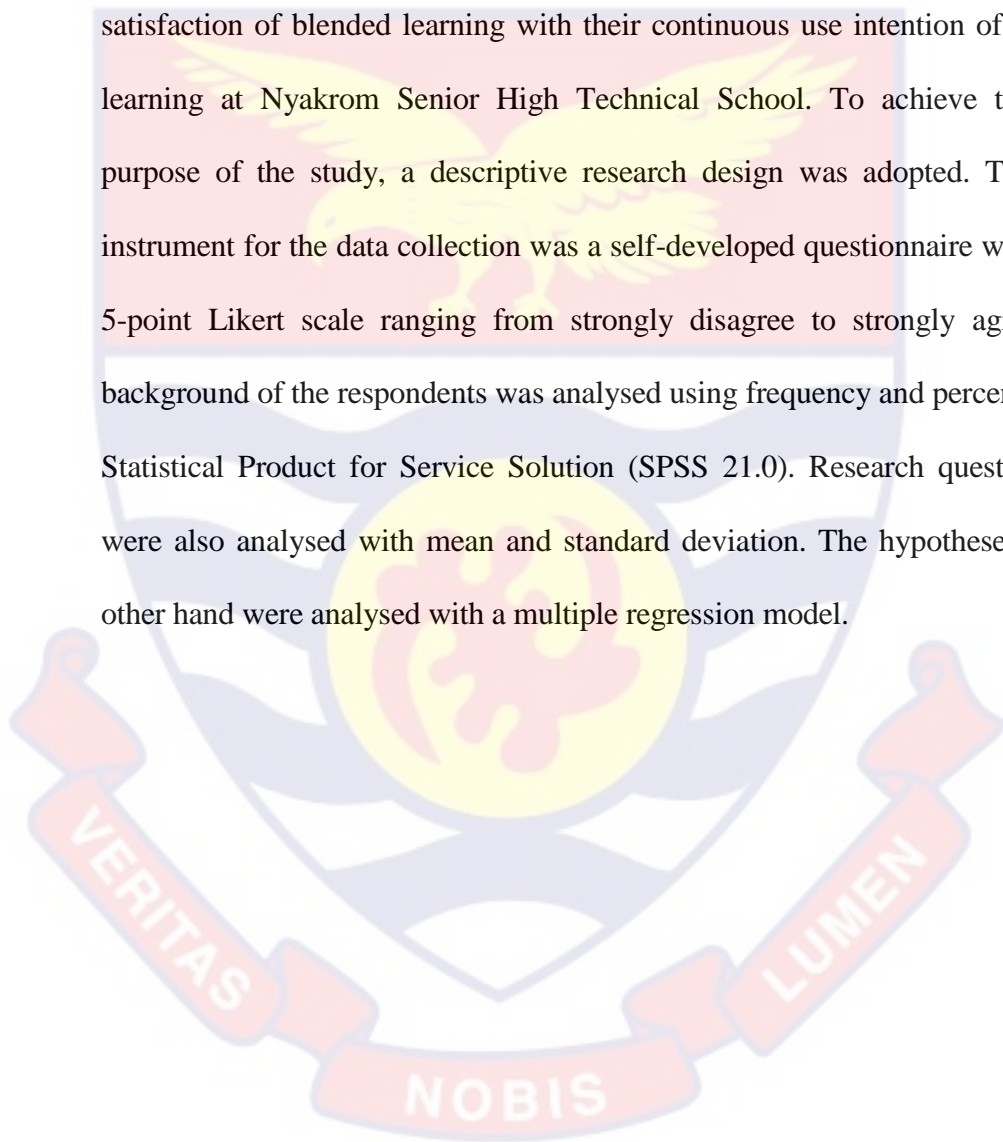 satisfaction of blended learning with their continuous use intention of
learning at Nyakrom Senior High Technical School. To achieve t
purpose of the study, a descriptive research design was adopted. T
instrument for the data collection was a self-developed questionnaire w
5-point Likert scale ranging from strongly disagree to strongly ag
background of the respondents was analysed using frequency and perce
Statistical Product for Service Solution (SPSS 21.0). Research quest
were also analysed with mean and standard deviation. The hypothese
other hand were analysed with a multiple regression model.
VERITAS
NOBIS
LUMEN